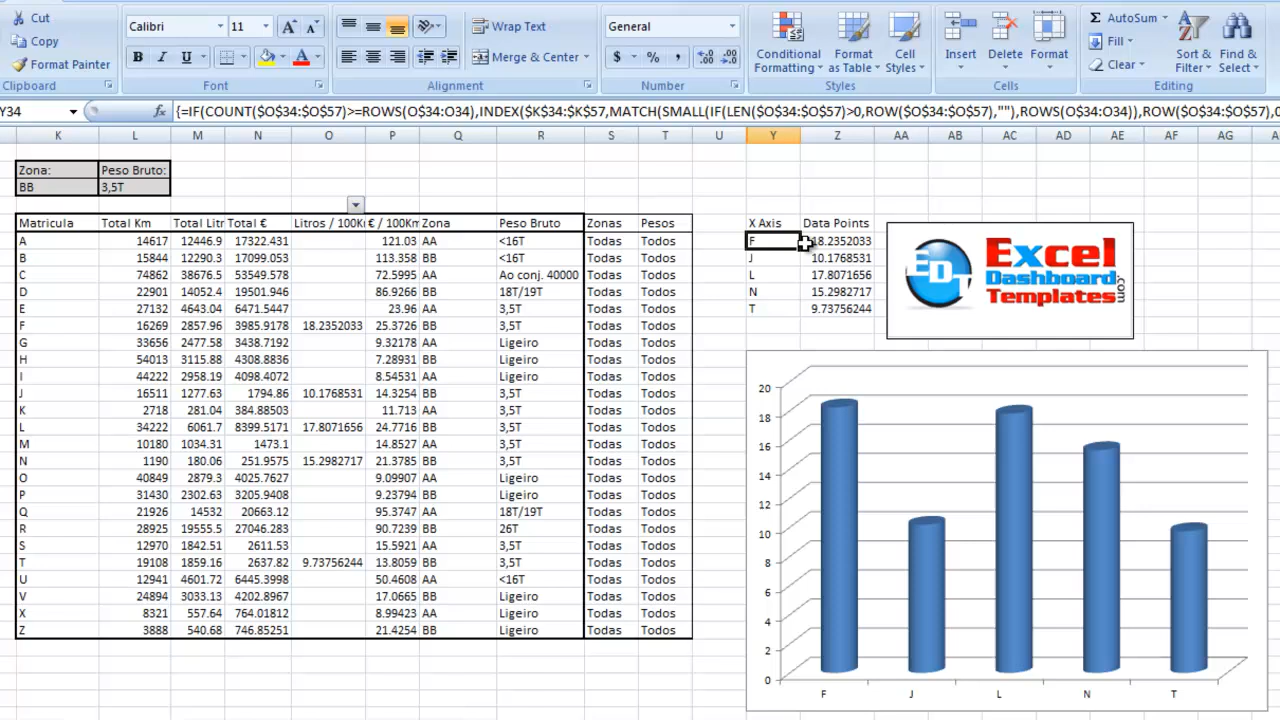 Cut Calibri 11 A A Wrap Text General Σ AutoSum
Copy B I U A Merge & Center $ % , .0 .00 .00 .0 Conditional Formatting Format as Table Cell Styles Insert Delete Format Fill Sort & Filter Find & Select
Format Painter Clear
Clipboard Font Alignment Number Styles Cells Editing
Y34 fx {=IF(COUNT($O$34:$O$57)>=ROWS(O$34:O34),INDEX($K$34:$K$57,MATCH(SMALL(IF(LEN($O$34:$O$57)>0,ROW($O$34:$O$57),""),ROWS(O$34:O34)),ROW($O$34:$O$57),0
K L M N O P Q R S T U Y Z AA AB AC AD AE AF AG A
Zona: Peso Bruto:
BB 3,5T
Matricula Total Km Total Litr Total € Litros / 100K € / 100Km Zona Peso Bruto Zonas Pesos X Axis Data Points
A 14617 12446.9 17322.431 121.03 AA <16T Todas Todos F 18.2352033
B 15844 12290.3 17099.053 113.358 BB <16T Todas Todos J 10.1768531
C 74862 38676.5 53549.578 72.5939 AA Ao conj. 40000 Todas Todos L 17.8071656
D 22901 14052.4 19501.946 86.9266 BB 18T/19T Todas Todos N 15.2982717
E 27132 4643.04 6471.5447 23.96 AA 3,5T Todas Todos T 9.73756244
F 16269 2857.96 3985.9178 18.2352033 25.3726 BB 3,5T Todas Todos
G 33656 2477.58 3438.7192 9.32178 AA Ligeiro Todas Todos
H 54013 3115.88 4308.8836 7.28931 BB Ligeiro Todas Todos
I 44222 2958.19 4098.4072 8.54531 AA Ligeiro Todas Todos
J 16511 1277.63 1794.86 10.1768531 14.3254 BB 3,5T Todas Todos
K 2718 281.04 384.88503 11.713 AA 3,5T Todas Todos
L 34222 6061.7 8399.5171 17.8071656 24.7716 BB 3,5T Todas Todos
M 10180 1034.31 1473.1 14.8527 AA 3,5T Todas Todos
N 1190 180.06 251.9575 15.2982717 21.3785 BB 3,5T Todas Todos
O 40849 2879.3 4025.7627 9.09907 AA Ligeiro Todas Todos
P 31430 2302.63 3205.9408 9.23794 BB Ligeiro Todas Todos
Q 21926 14532 20663.12 95.3747 AA 18T/19T Todas Todos
R 28925 19555.5 27046.283 90.7239 BB 26T Todas Todos
S 12970 1842.51 2611.53 15.5921 AA 3,5T Todas Todos
T 19108 1859.16 2637.82 9.73756244 13.8059 BB 3,5T Todas Todos
U 12941 4601.72 6445.3998 50.4608 AA <16T Todas Todos
V 24894 3033.13 4202.8967 17.0665 BB Ligeiro Todas Todos
X 8321 557.64 764.01812 8.99423 AA Ligeiro Todas Todos
Z 3888 540.68 746.85251 21.4254 BB Ligeiro Todas Todos
EDT
Excel
Dashboard
Templates
.com
20
18
16
14
12
10
8
6
4
2
0
F J L N T